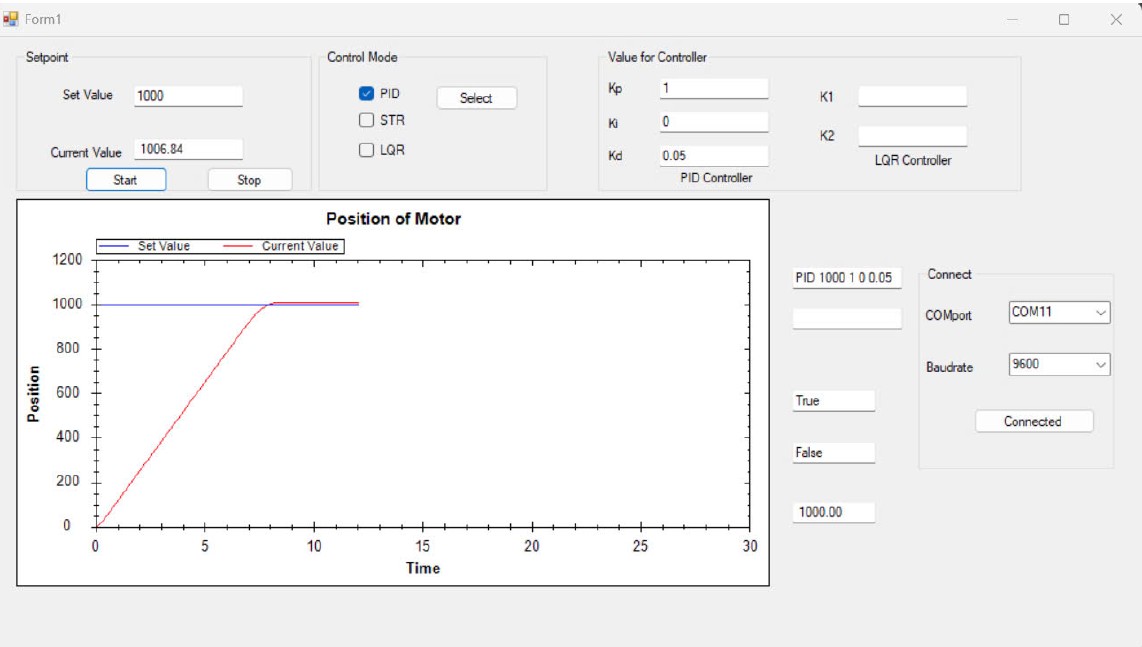 Form1
Setpoint
Set Value 1000
Current Value 1006.84
Start Stop
Control Mode
PID Select
STR
LQR
Value for Controller
Kp 1
Ki 0
Kd 0.05
PID Controller
K1
K2
LQR Controller
Position of Motor
Set Value Current Value
1200
1000
800
600
400
200
0
Position
0 5 10 15 20 25 30
Time
PID 1000 1 0 0.05
True
False
1000.00
Connect
COMport COM11
Baudrate 9600
Connected